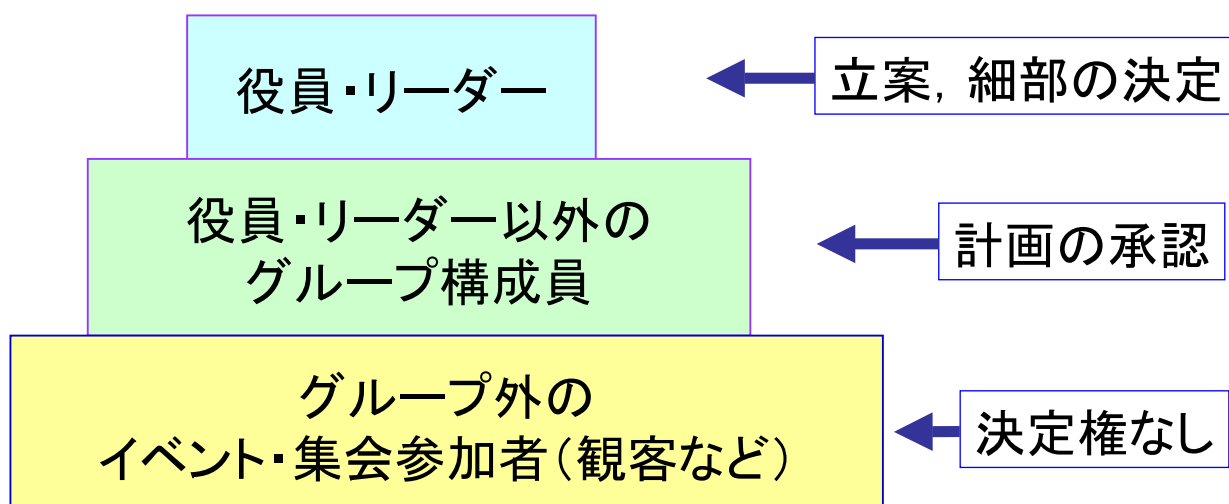 役員・リーダー
立案，細部の決定
役員・リーダー以外の
グループ構成員
計画の承認
グループ外の
イベント・集会参加者（観客など）
決定権なし